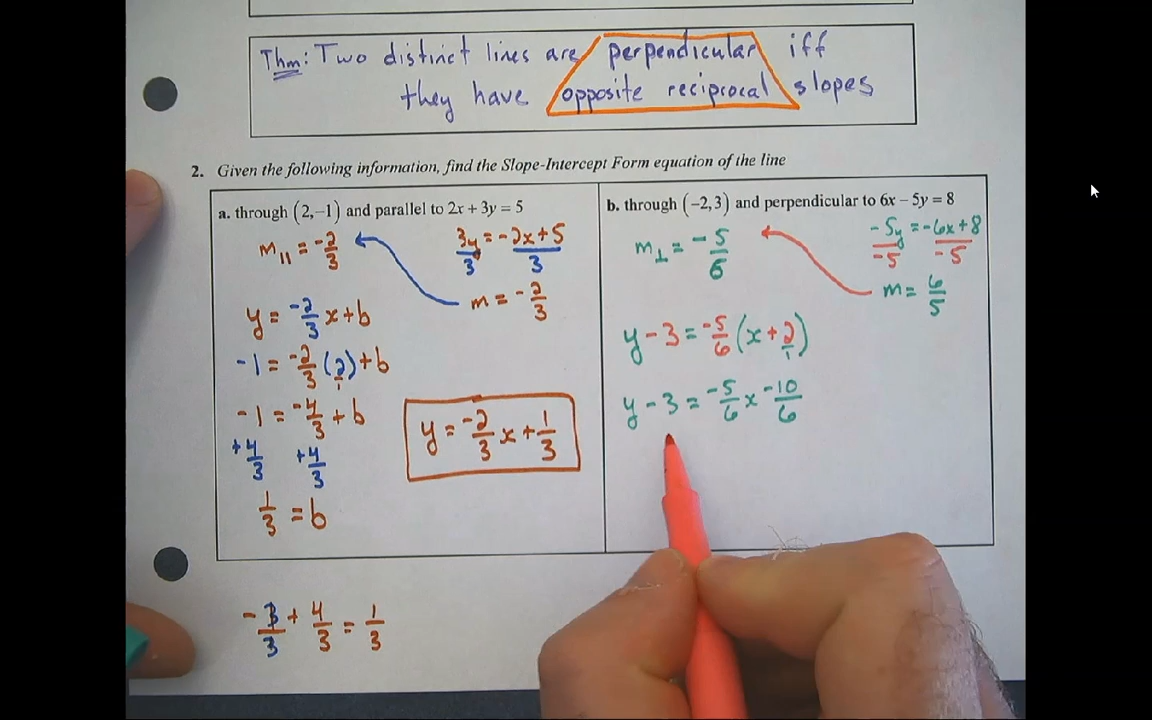 Thm: Two distinct lines are perpendicular iff
they have opposite reciprocal slopes
2. Given the following information, find the Slope-Intercept Form equation of the line
a. through (2,−1) and parallel to 2x + 3y = 5
m_|| = -2/3
3y/3 = (-2x+5)/3
m = -2/3
y = -2/3 x + b
-1 = -2/3 (2/1) + b
-1 = -4/3 + b
+4/3 +4/3
1/3 = b
y = -2/3 x + 1/3
b. through (−2,3) and perpendicular to 6x − 5y = 8
m_⊥ = -5/6
-5y/-5 = (-6x+8)/-5
m = 6/5
y - 3 = -5/6 (x + 2/1)
y - 3 = -5/6 x -10/6
-3/3 + 4/3 = 1/3